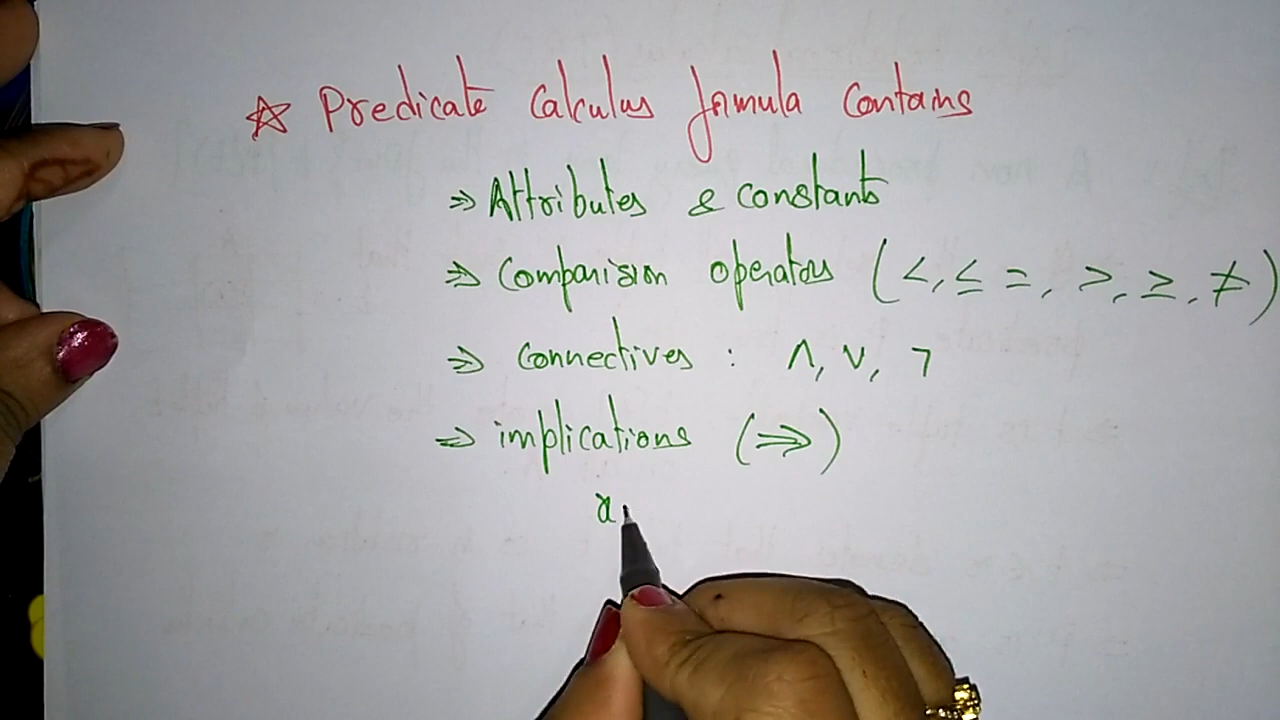 ☆ Predicate Calculus formula Contains
⇒ Attributes & constants
⇒ Comparision operators (<, ≤ =, >, ≥, ≠)
⇒ Connectives : ∧, ∨, ¬
⇒ implications (⇒)
x